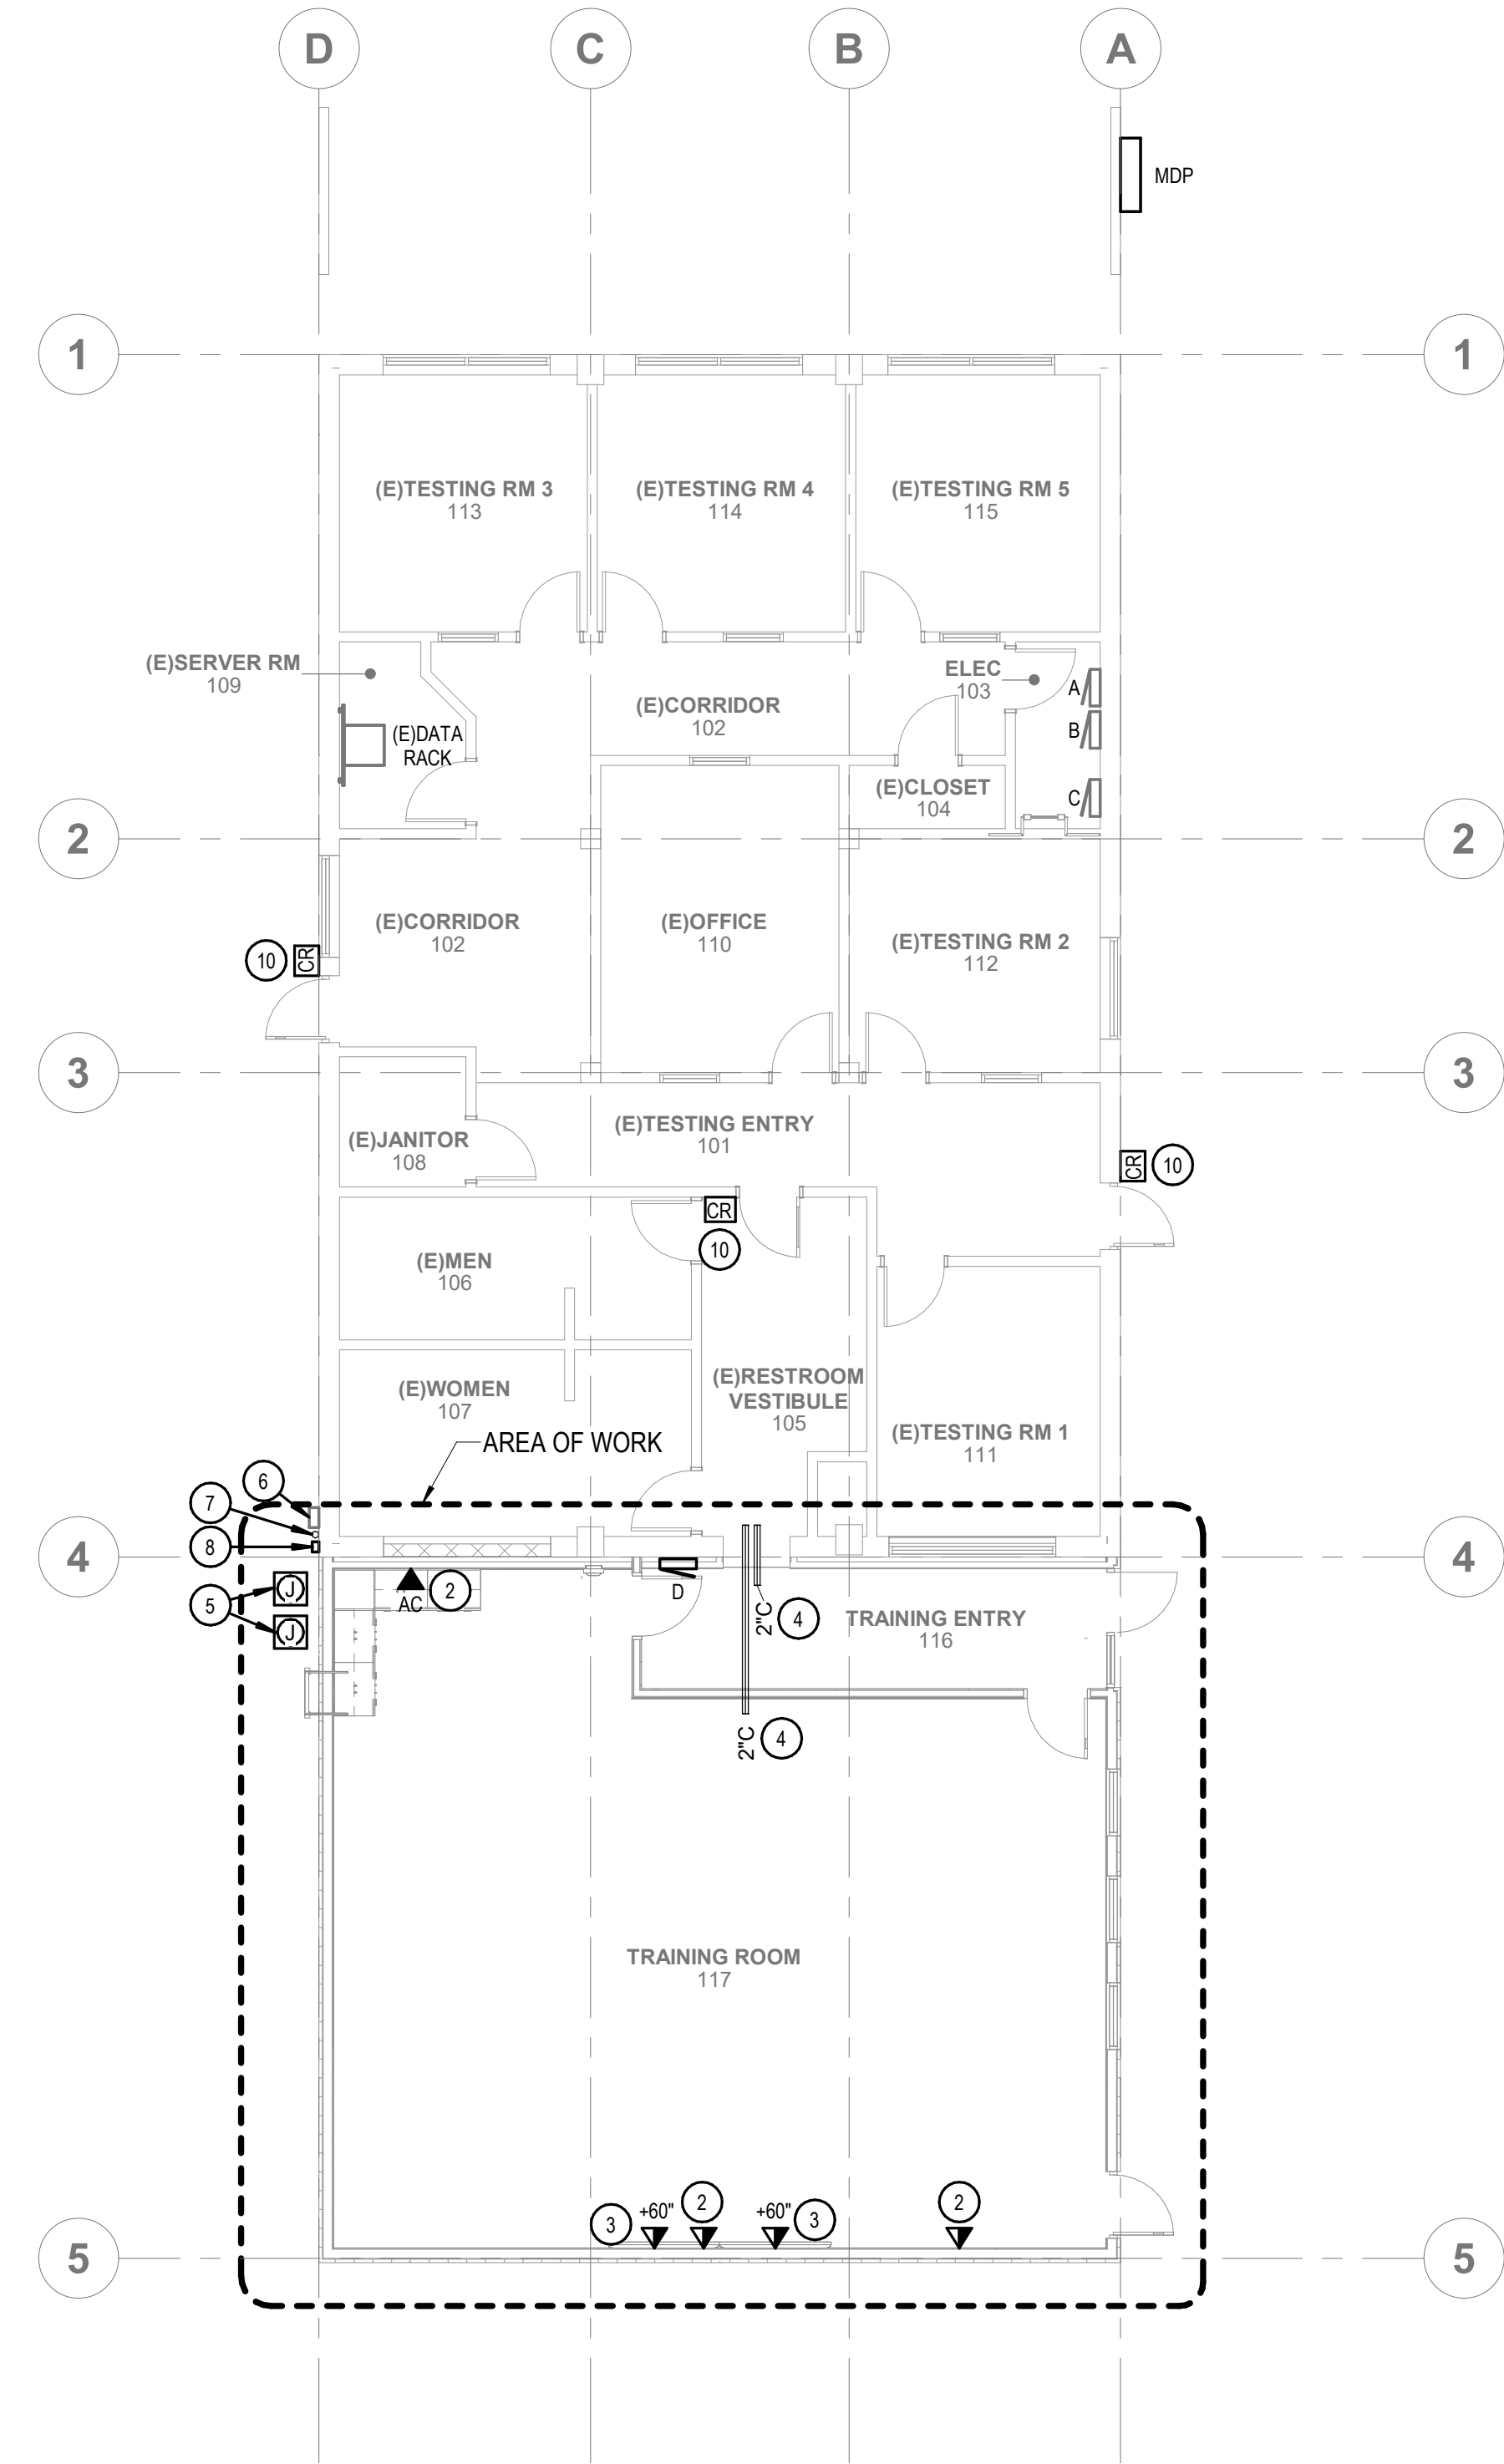 D
C
B
A
MDP
1
1
(E)TESTING RM 3
113
(E)TESTING RM 4
114
(E)TESTING RM 5
115
(E)SERVER RM
109
ELEC
103
A
(E)CORRIDOR
102
B
(E)DATA
RACK
(E)CLOSET
104
C
2
2
(E)CORRIDOR
102
(E)OFFICE
110
(E)TESTING RM 2
112
10
CR
3
3
(E)TESTING ENTRY
101
(E)JANITOR
108
CR
10
CR
10
(E)MEN
106
(E)RESTROOM
VESTIBULE
105
(E)WOMEN
107
(E)TESTING RM 1
111
AREA OF WORK
6
7
8
4
4
5
J
J
AC
2
D
2"C
4
TRAINING ENTRY
116
2"C
4
TRAINING ROOM
117
3
+60"
2
+60"
3
2
5
5